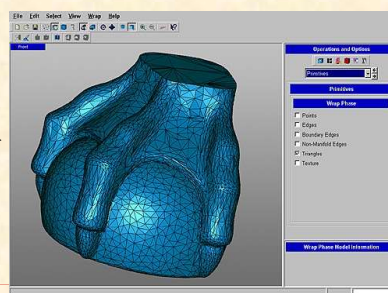 File Edit Select View Wrap Help
Front
Operations and Options
Primitives
Primitives
Wrap Phase
Points
Edges
Boundary Edges
Non-Manifold Edges
Triangles
Texture
Wrap Phase Model Information